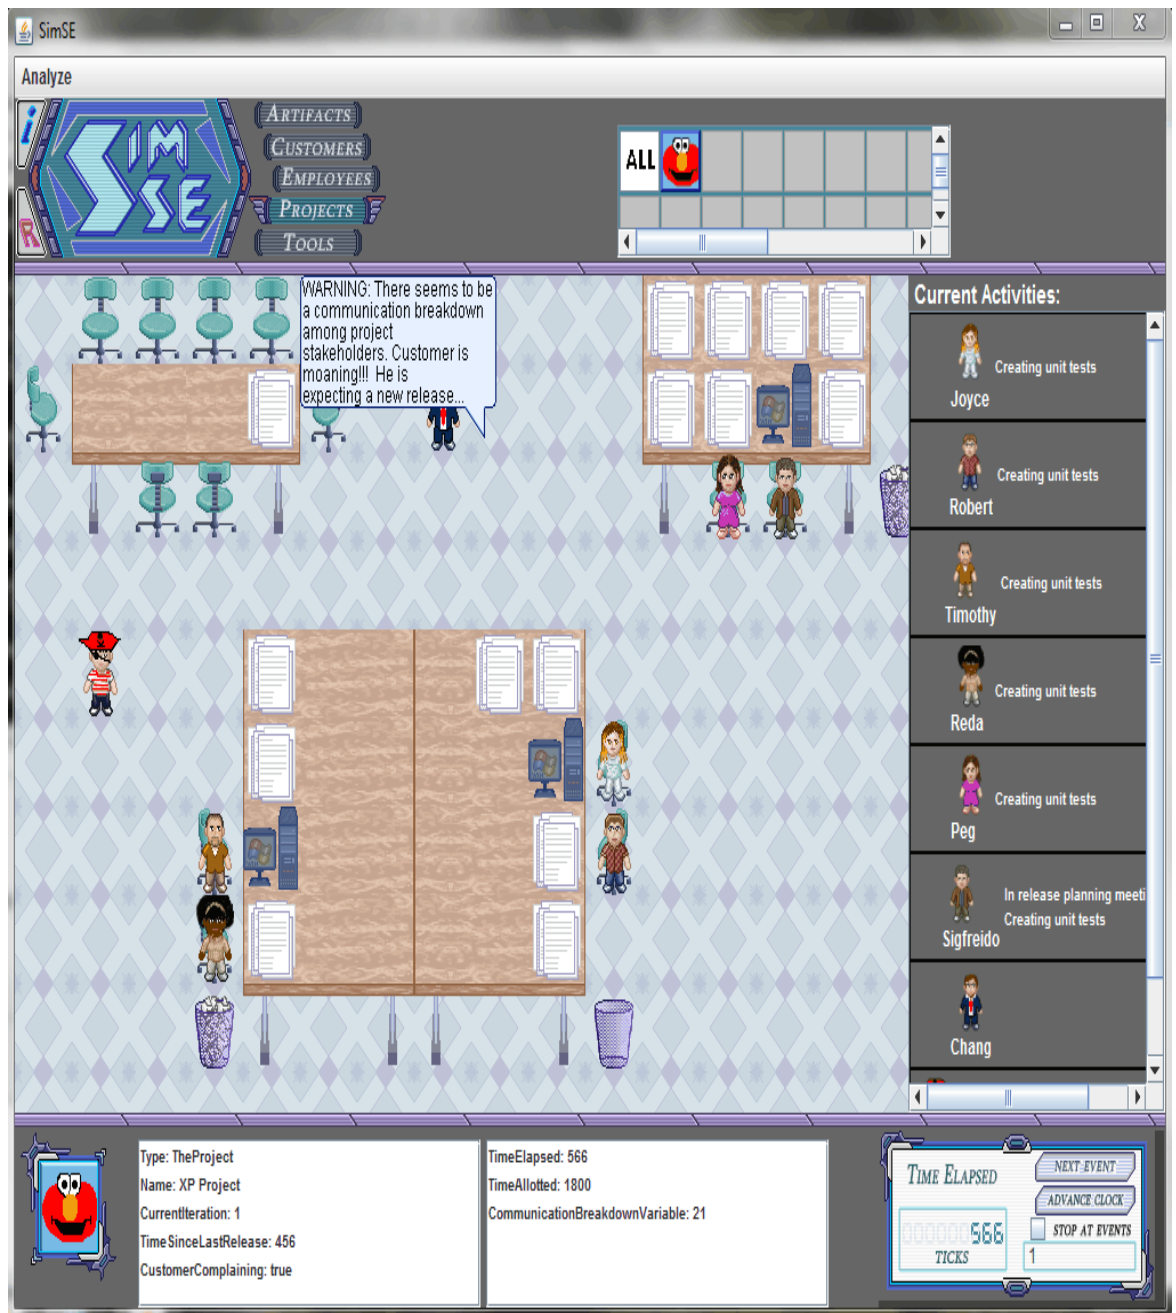 SimSE
Analyze
i
R
SIM
SE
ARTIFACTS
CUSTOMERS
EMPLOYEES
PROJECTS
TOOLS
ALL
WARNING: There seems to be
a communication breakdown
among project
stakeholders. Customer is
moaning!!! He is
expecting a new release...
Current Activities:
Creating unit tests
Joyce
Creating unit tests
Robert
Creating unit tests
Timothy
Creating unit tests
Reda
Creating unit tests
Peg
In release planning meeti
Creating unit tests
Sigfreido
Chang
Type: TheProject
Name: XP Project
CurrentIteration: 1
TimeSinceLastRelease: 456
CustomerComplaining: true
TimeElapsed: 566
TimeAllotted: 1800
CommunicationBreakdownVariable: 21
TIME ELAPSED
000000566
TICKS
NEXT EVENT
ADVANCE CLOCK
STOP AT EVENTS
1